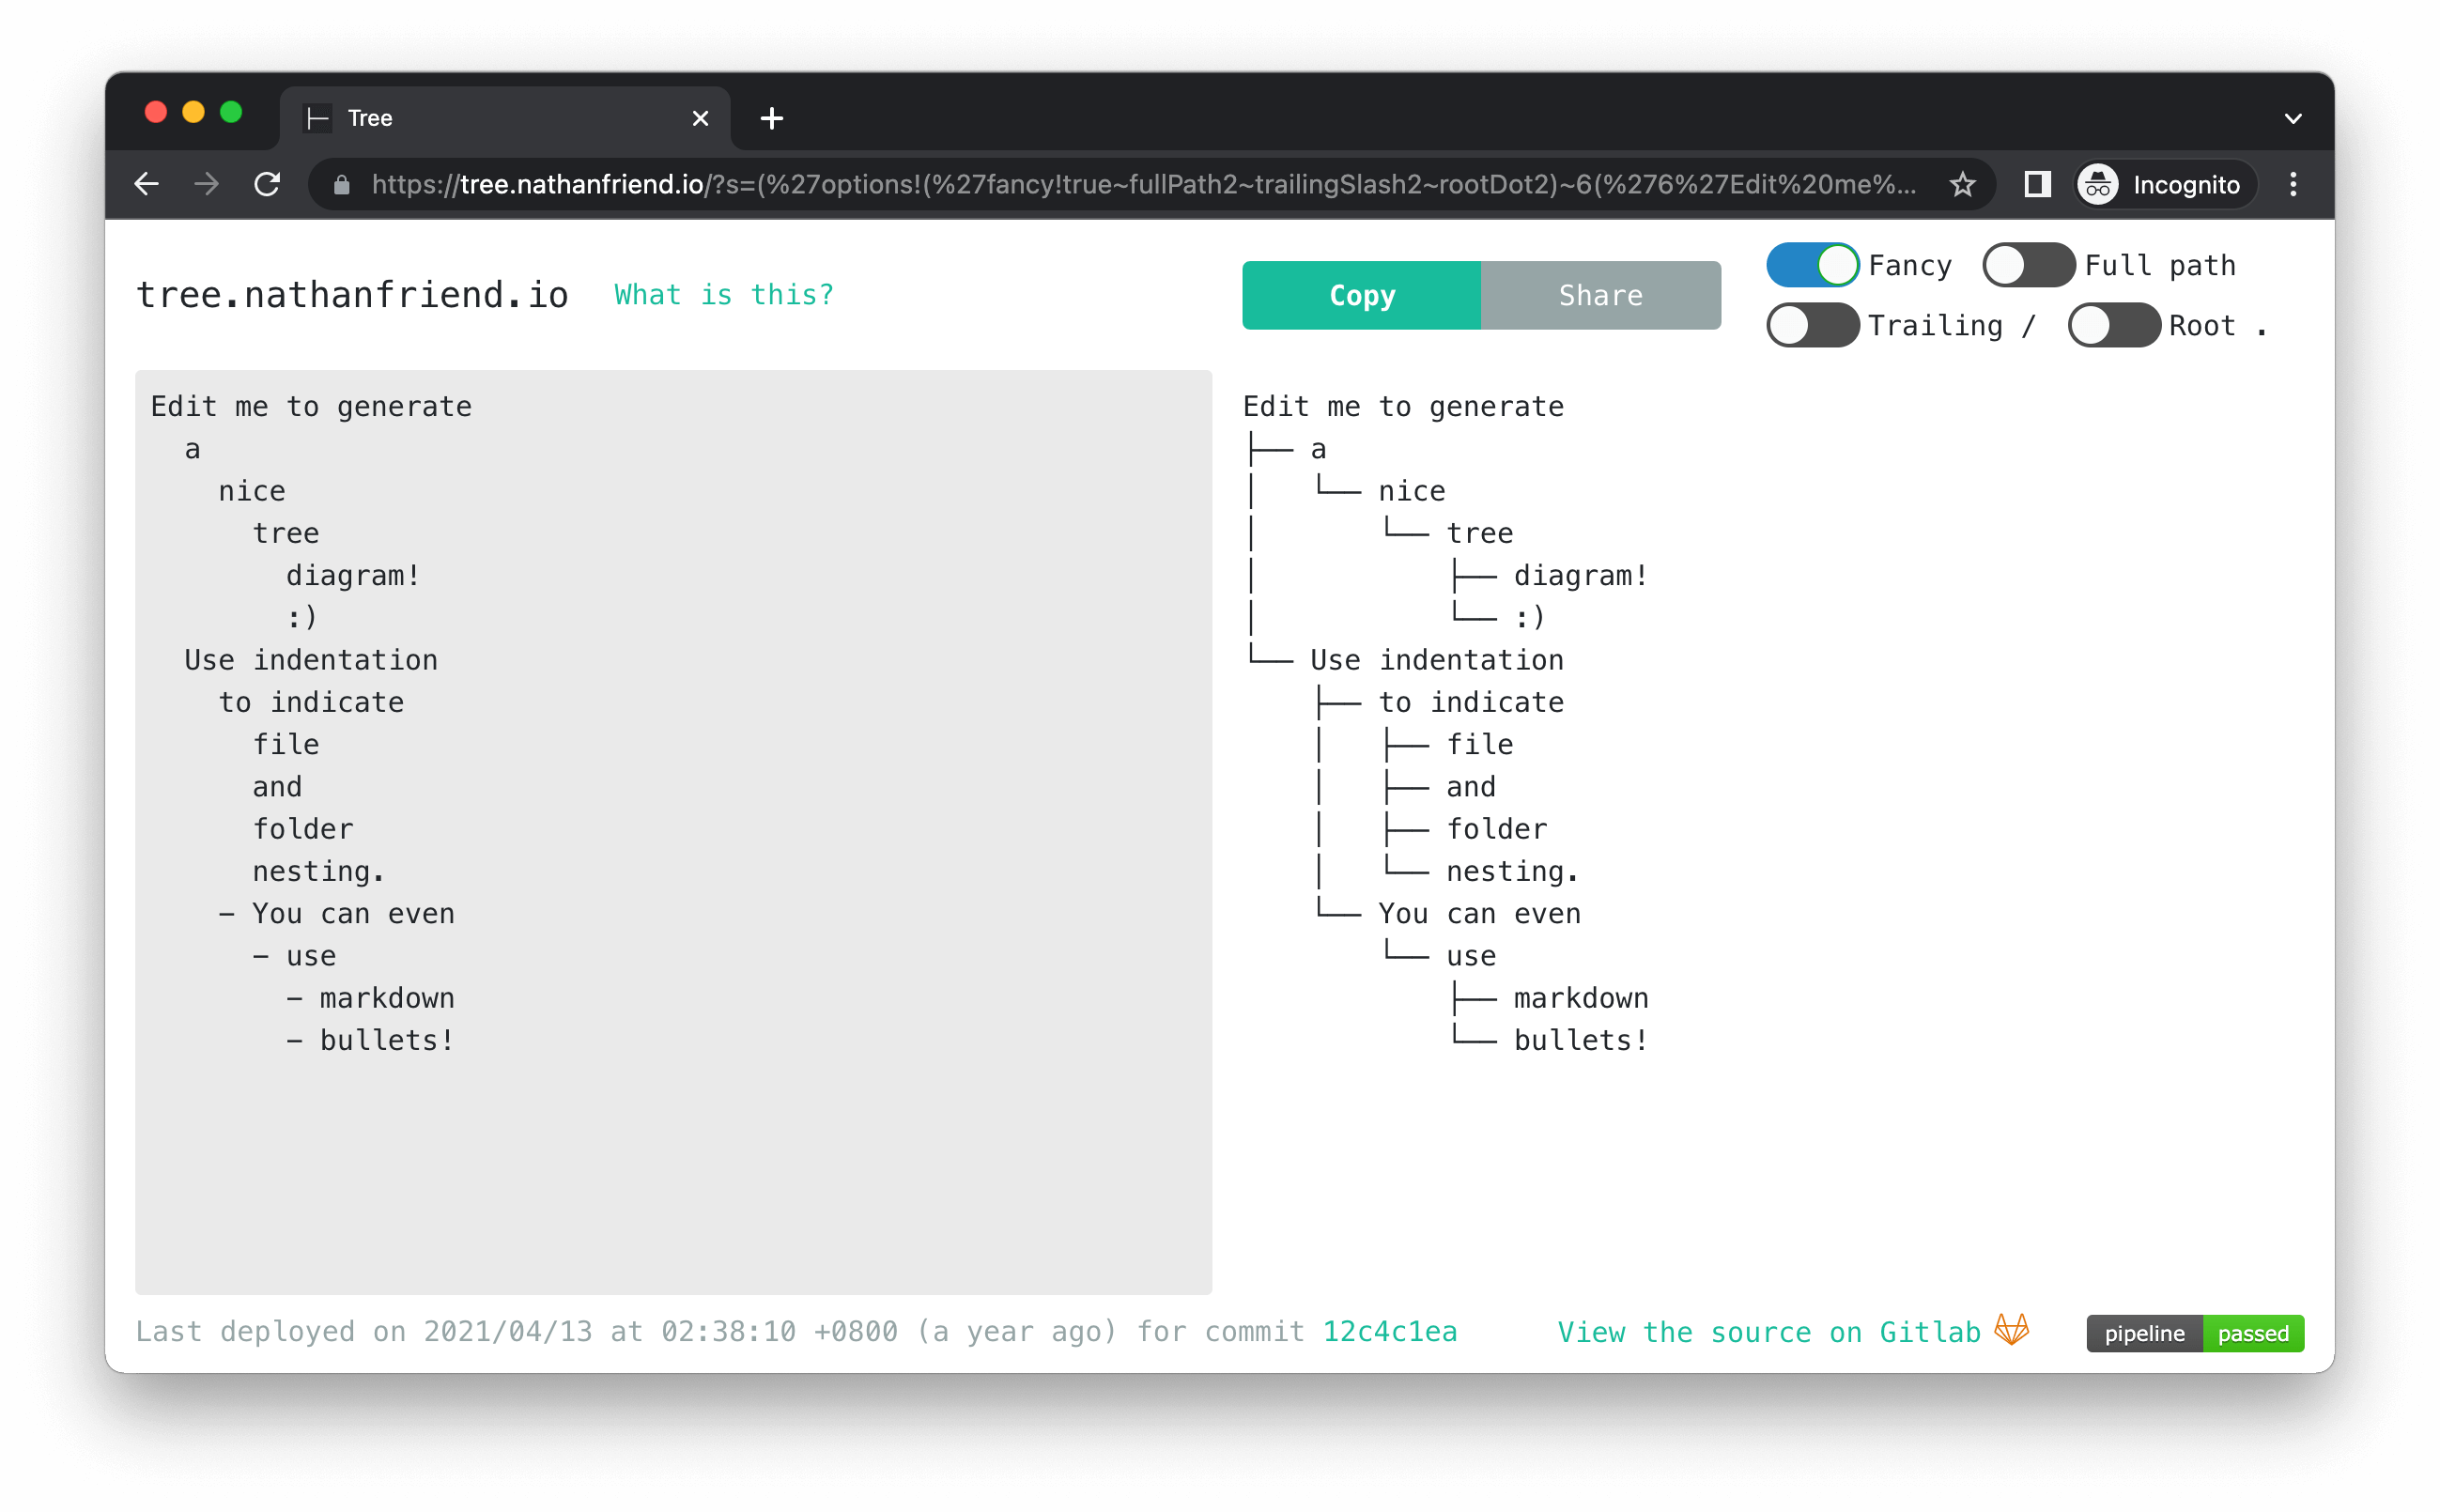 Tree
https://tree.nathanfriend.io/?s=(%27options!(%27fancy!true~fullPath2~trailingSlash2~rootDot2)~6(%276%27Edit%20me%...
Incognito
tree.nathanfriend.io What is this?
Copy Share
Fancy Full path
Trailing / Root .
Edit me to generate
  a
    nice
      tree
        diagram!
        :)
  Use indentation
    to indicate
      file
      and
      folder
      nesting.
    - You can even
      - use
        - markdown
        - bullets!
Edit me to generate
├── a
│   └── nice
│       └── tree
│           ├── diagram!
│           └── :)
└── Use indentation
    ├── to indicate
    │   ├── file
    │   ├── and
    │   ├── folder
    │   └── nesting.
    └── You can even
        └── use
            ├── markdown
            └── bullets!
Last deployed on 2021/04/13 at 02:38:10 +0800 (a year ago) for commit 12c4c1ea
View the source on Gitlab
pipeline passed